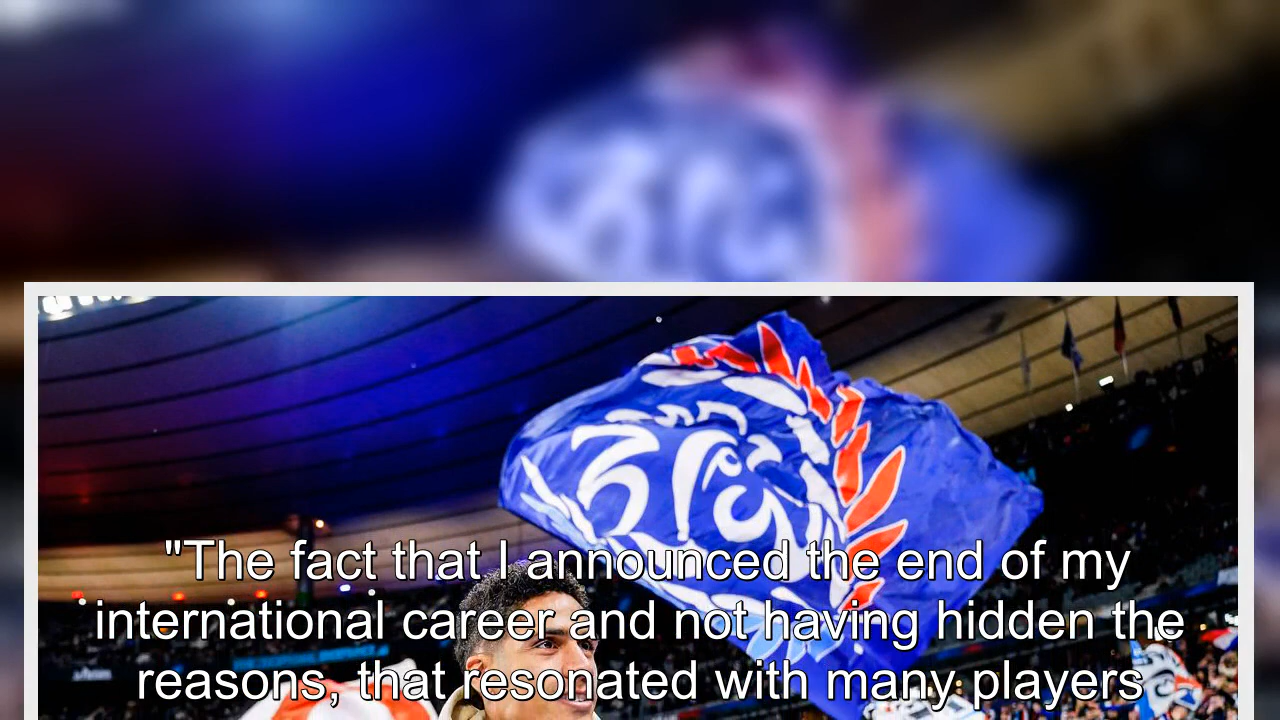 "The fact that I announced the end of my
international career and not having hidden the
reasons, that resonated with many players